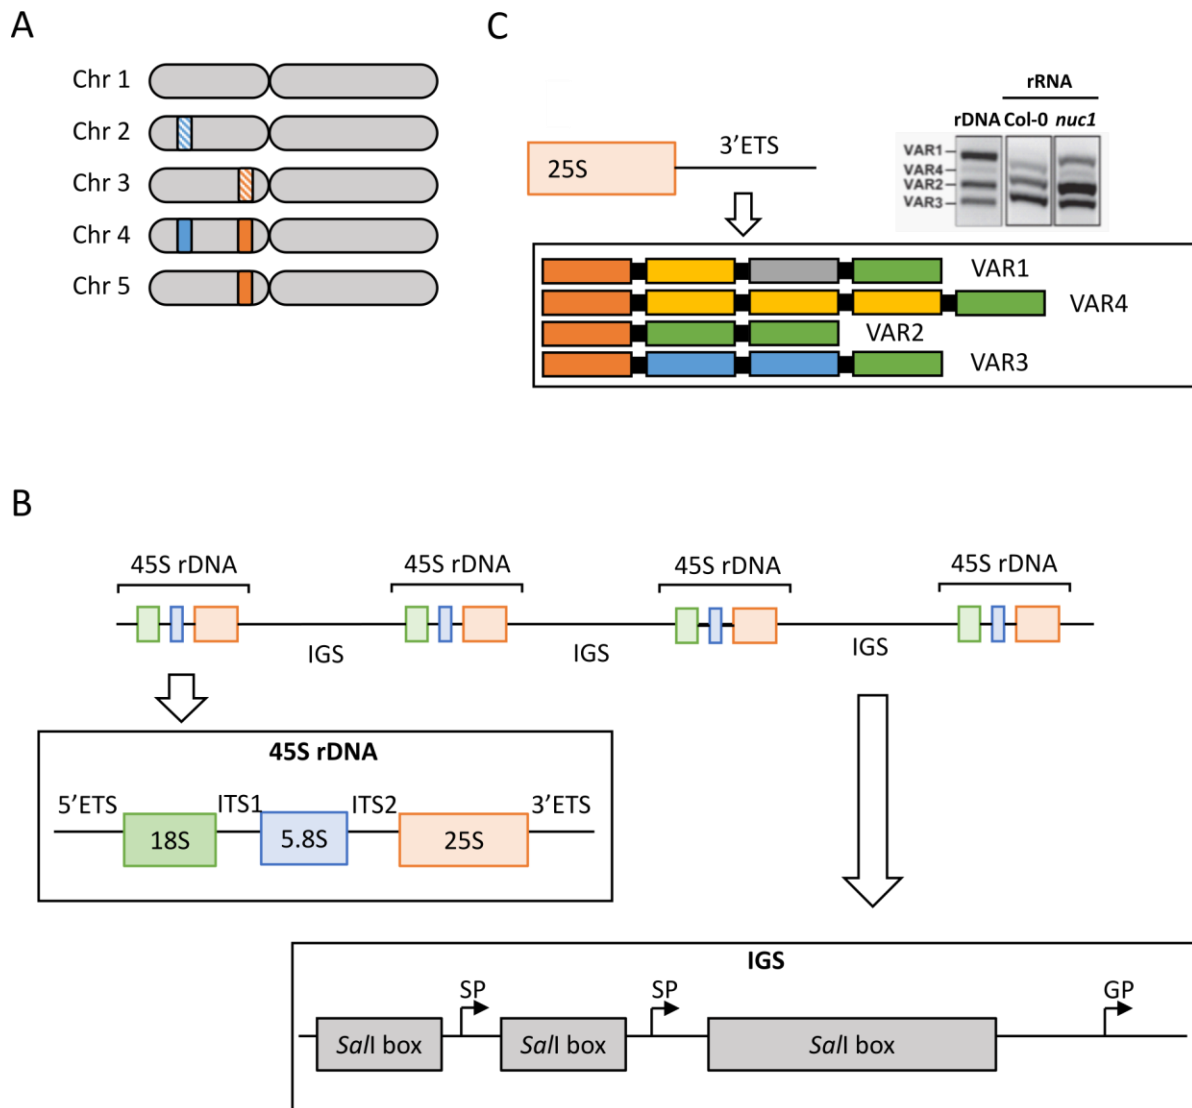 A
Chr 1
Chr 2
Chr 3
Chr 4
Chr 5
C
25S
3'ETS
rRNA
rDNA Col-0 nuc1
VAR1
VAR4
VAR2
VAR3
VAR1
VAR4
VAR2
VAR3
B
45S rDNA 45S rDNA 45S rDNA 45S rDNA
IGS IGS IGS
45S rDNA
5'ETS ITS1 ITS2 3'ETS
18S 5.8S 25S
IGS
SP SP GP
SalI box SalI box SalI box